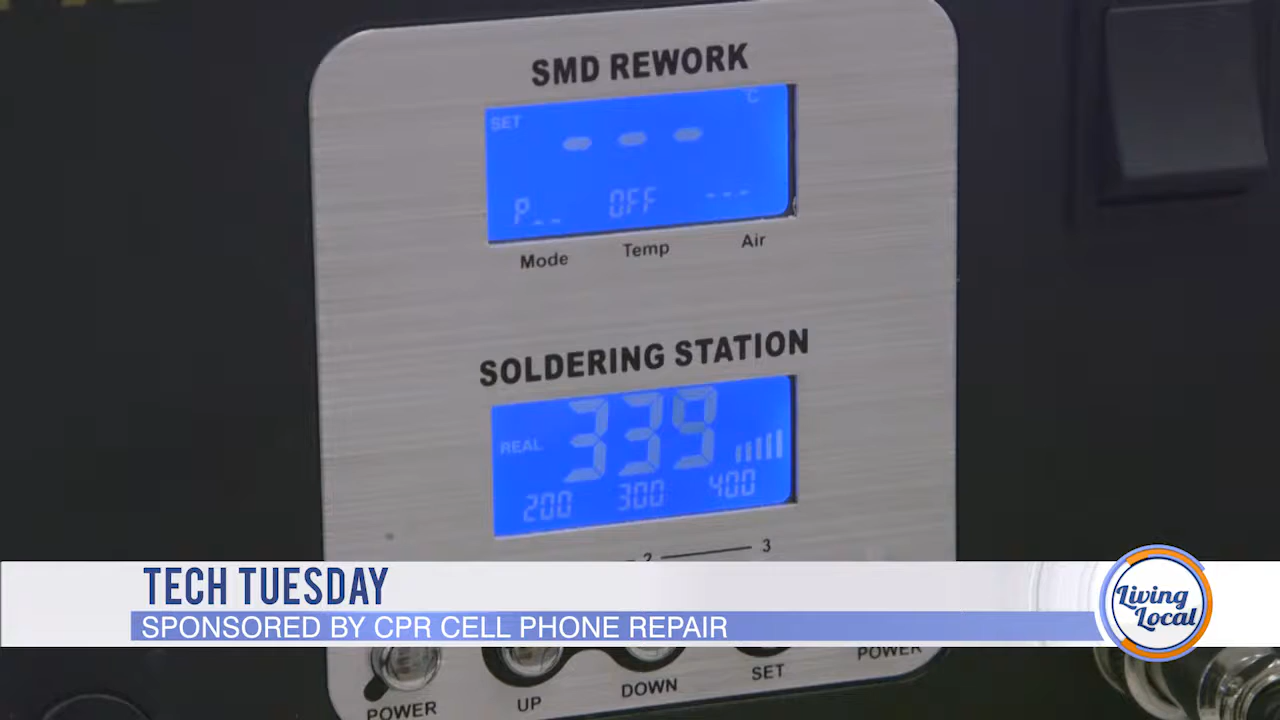 SMD REWORK
SET
°C
- - -
P_ _ OFF - - -
Mode Temp Air
SOLDERING STATION
REAL 339
200 300 400
2 3
TECH TUESDAY
SPONSORED BY CPR CELL PHONE REPAIR
Living
Local
POWER UP DOWN SET POWER